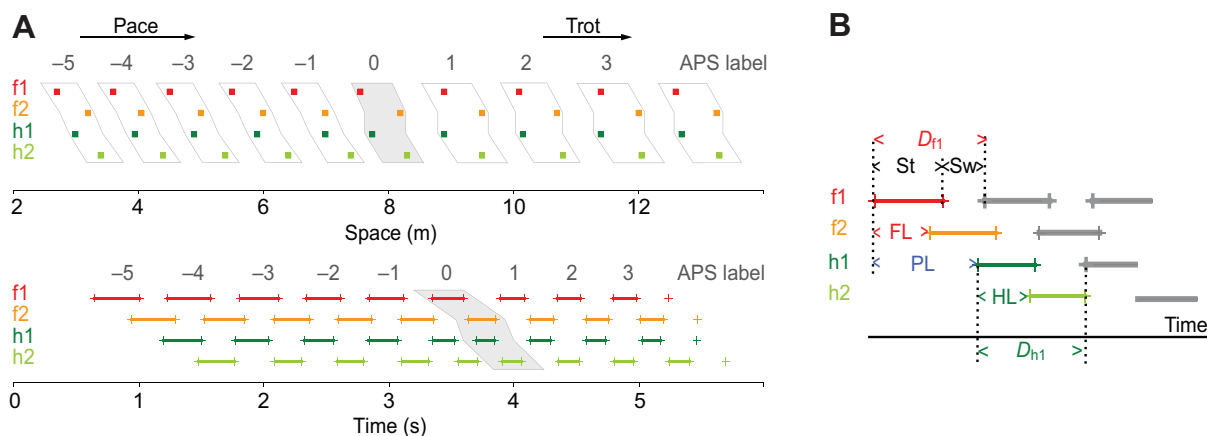 A
Pace
Trot
–5 –4 –3 –2 –1 0 1 2 3 APS label
f1
f2
h1
h2
2 4 6 8 10 12
Space (m)
–5 –4 –3 –2 –1 0 1 2 3 APS label
f1
f2
h1
h2
0 1 2 3 4 5
Time (s)
B
< Df1 >
< St >< Sw >
f1
f2 < FL >
h1 < PL >
h2 < HL >
Time
< Dh1 >